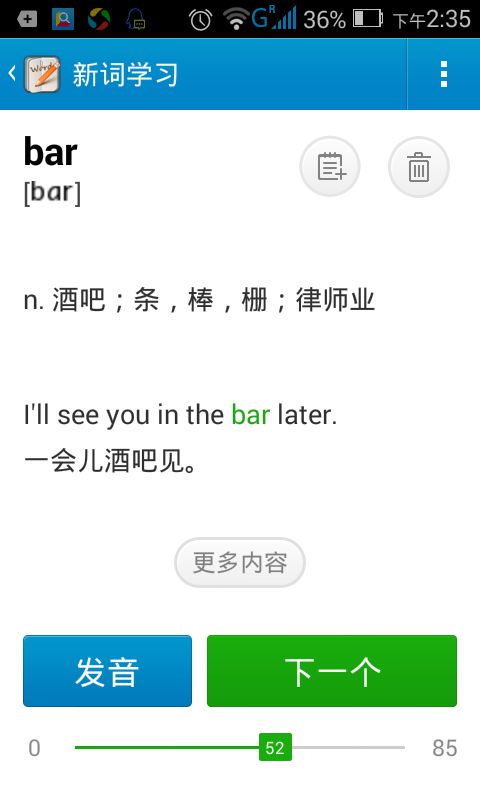 36% 下午2:35
新词学习
bar
[bar]
n. 酒吧；条，棒，栅；律师业
I'll see you in the bar later.
一会儿酒吧见。
更多内容
发音 下一个
0 52 85